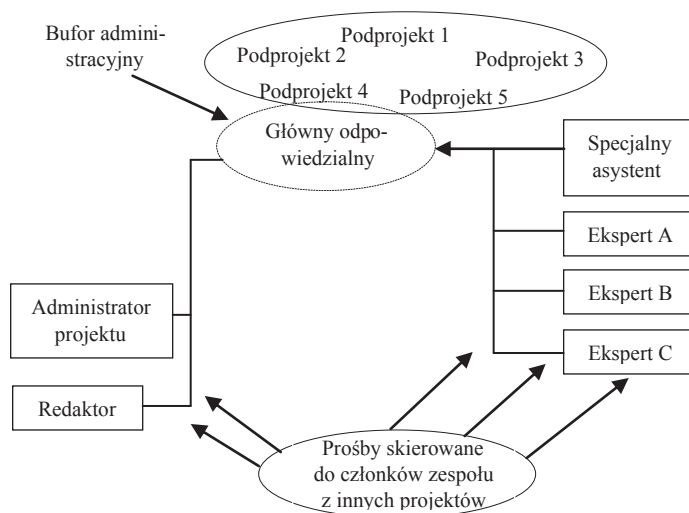 Bufor admini-
stracyjny
Podprojekt 1
Podprojekt 2
Podprojekt 3
Podprojekt 4
Podprojekt 5
Główny odpo-
wiedzialny
Specjalny
asystent
Ekspert A
Ekspert B
Ekspert C
Administrator
projektu
Redaktor
Prośby skierowane
do członków zespołu
z innych projektów